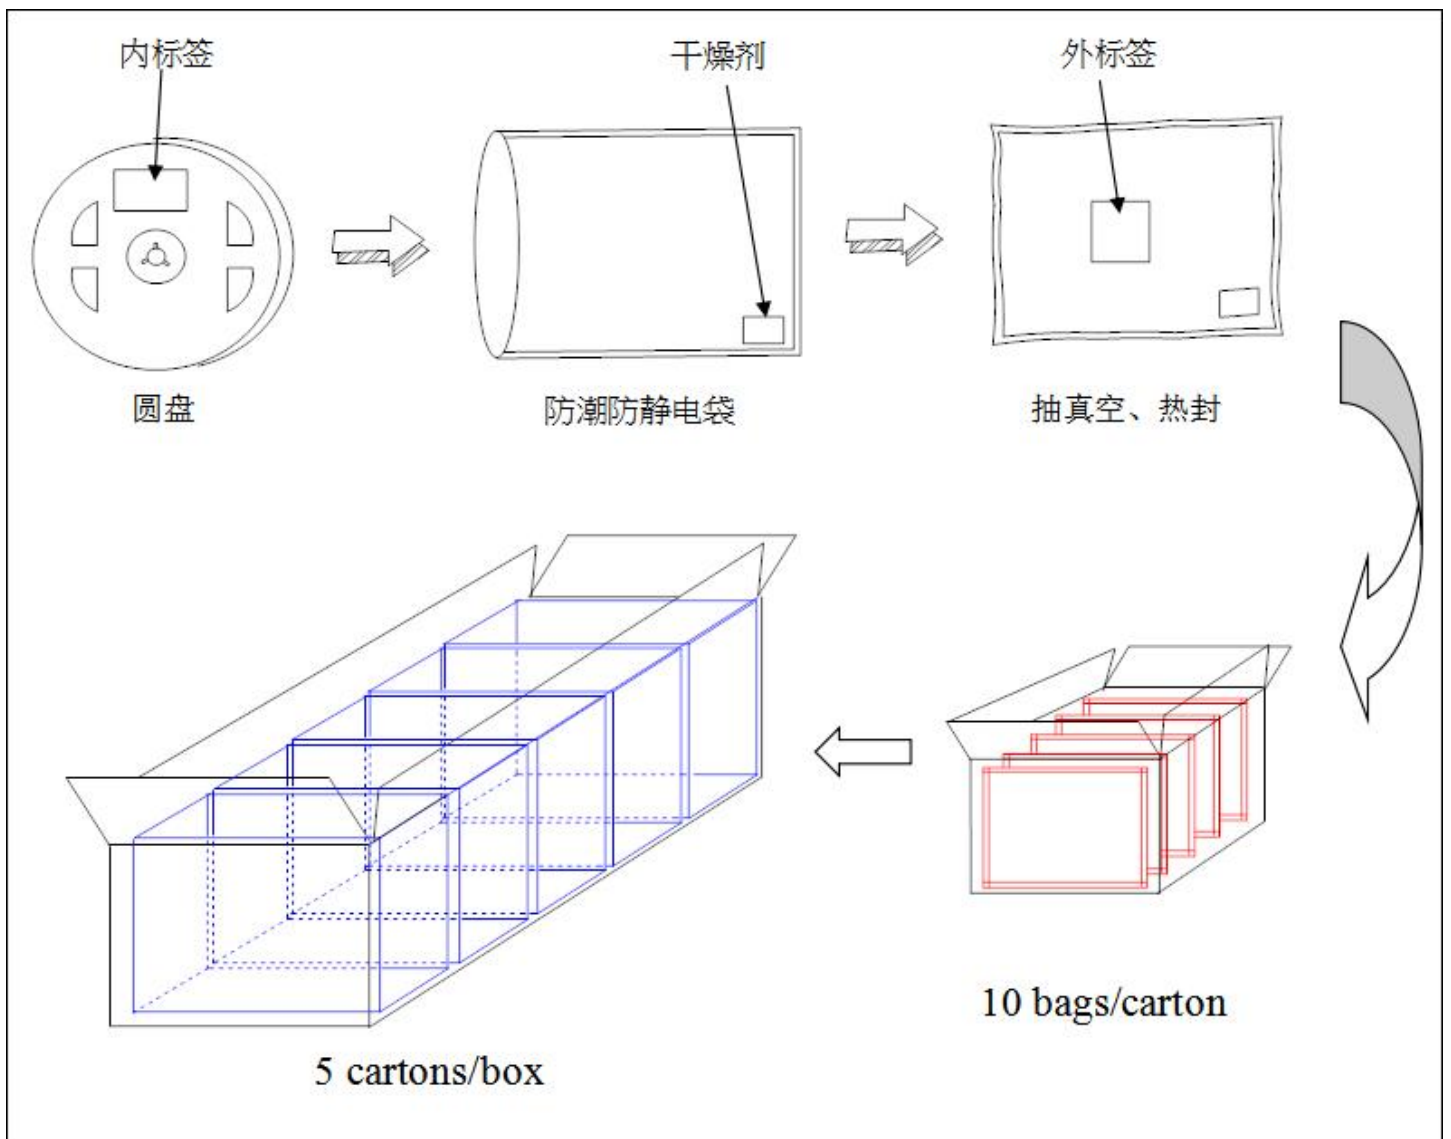 内标签
干燥剂
外标签
圆盘
防潮防静电袋
抽真空、热封
10 bags/carton
5 cartons/box